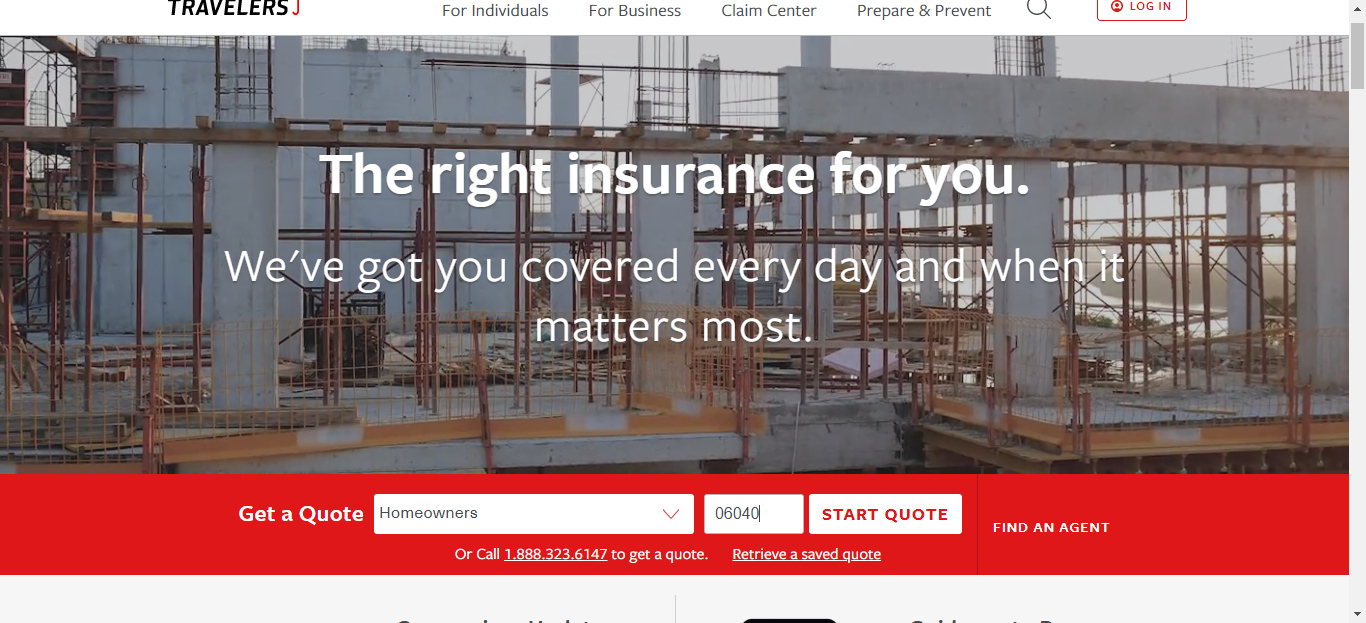 TRAVELERS
For Individuals
For Business
Claim Center
Prepare & Prevent
LOG IN
The right insurance for you.
We've got you covered every day and when it
matters most.
Get a Quote
Homeowners
06040
START QUOTE
FIND AN AGENT
Or Call 1.888.323.6147 to get a quote.
Retrieve a saved quote